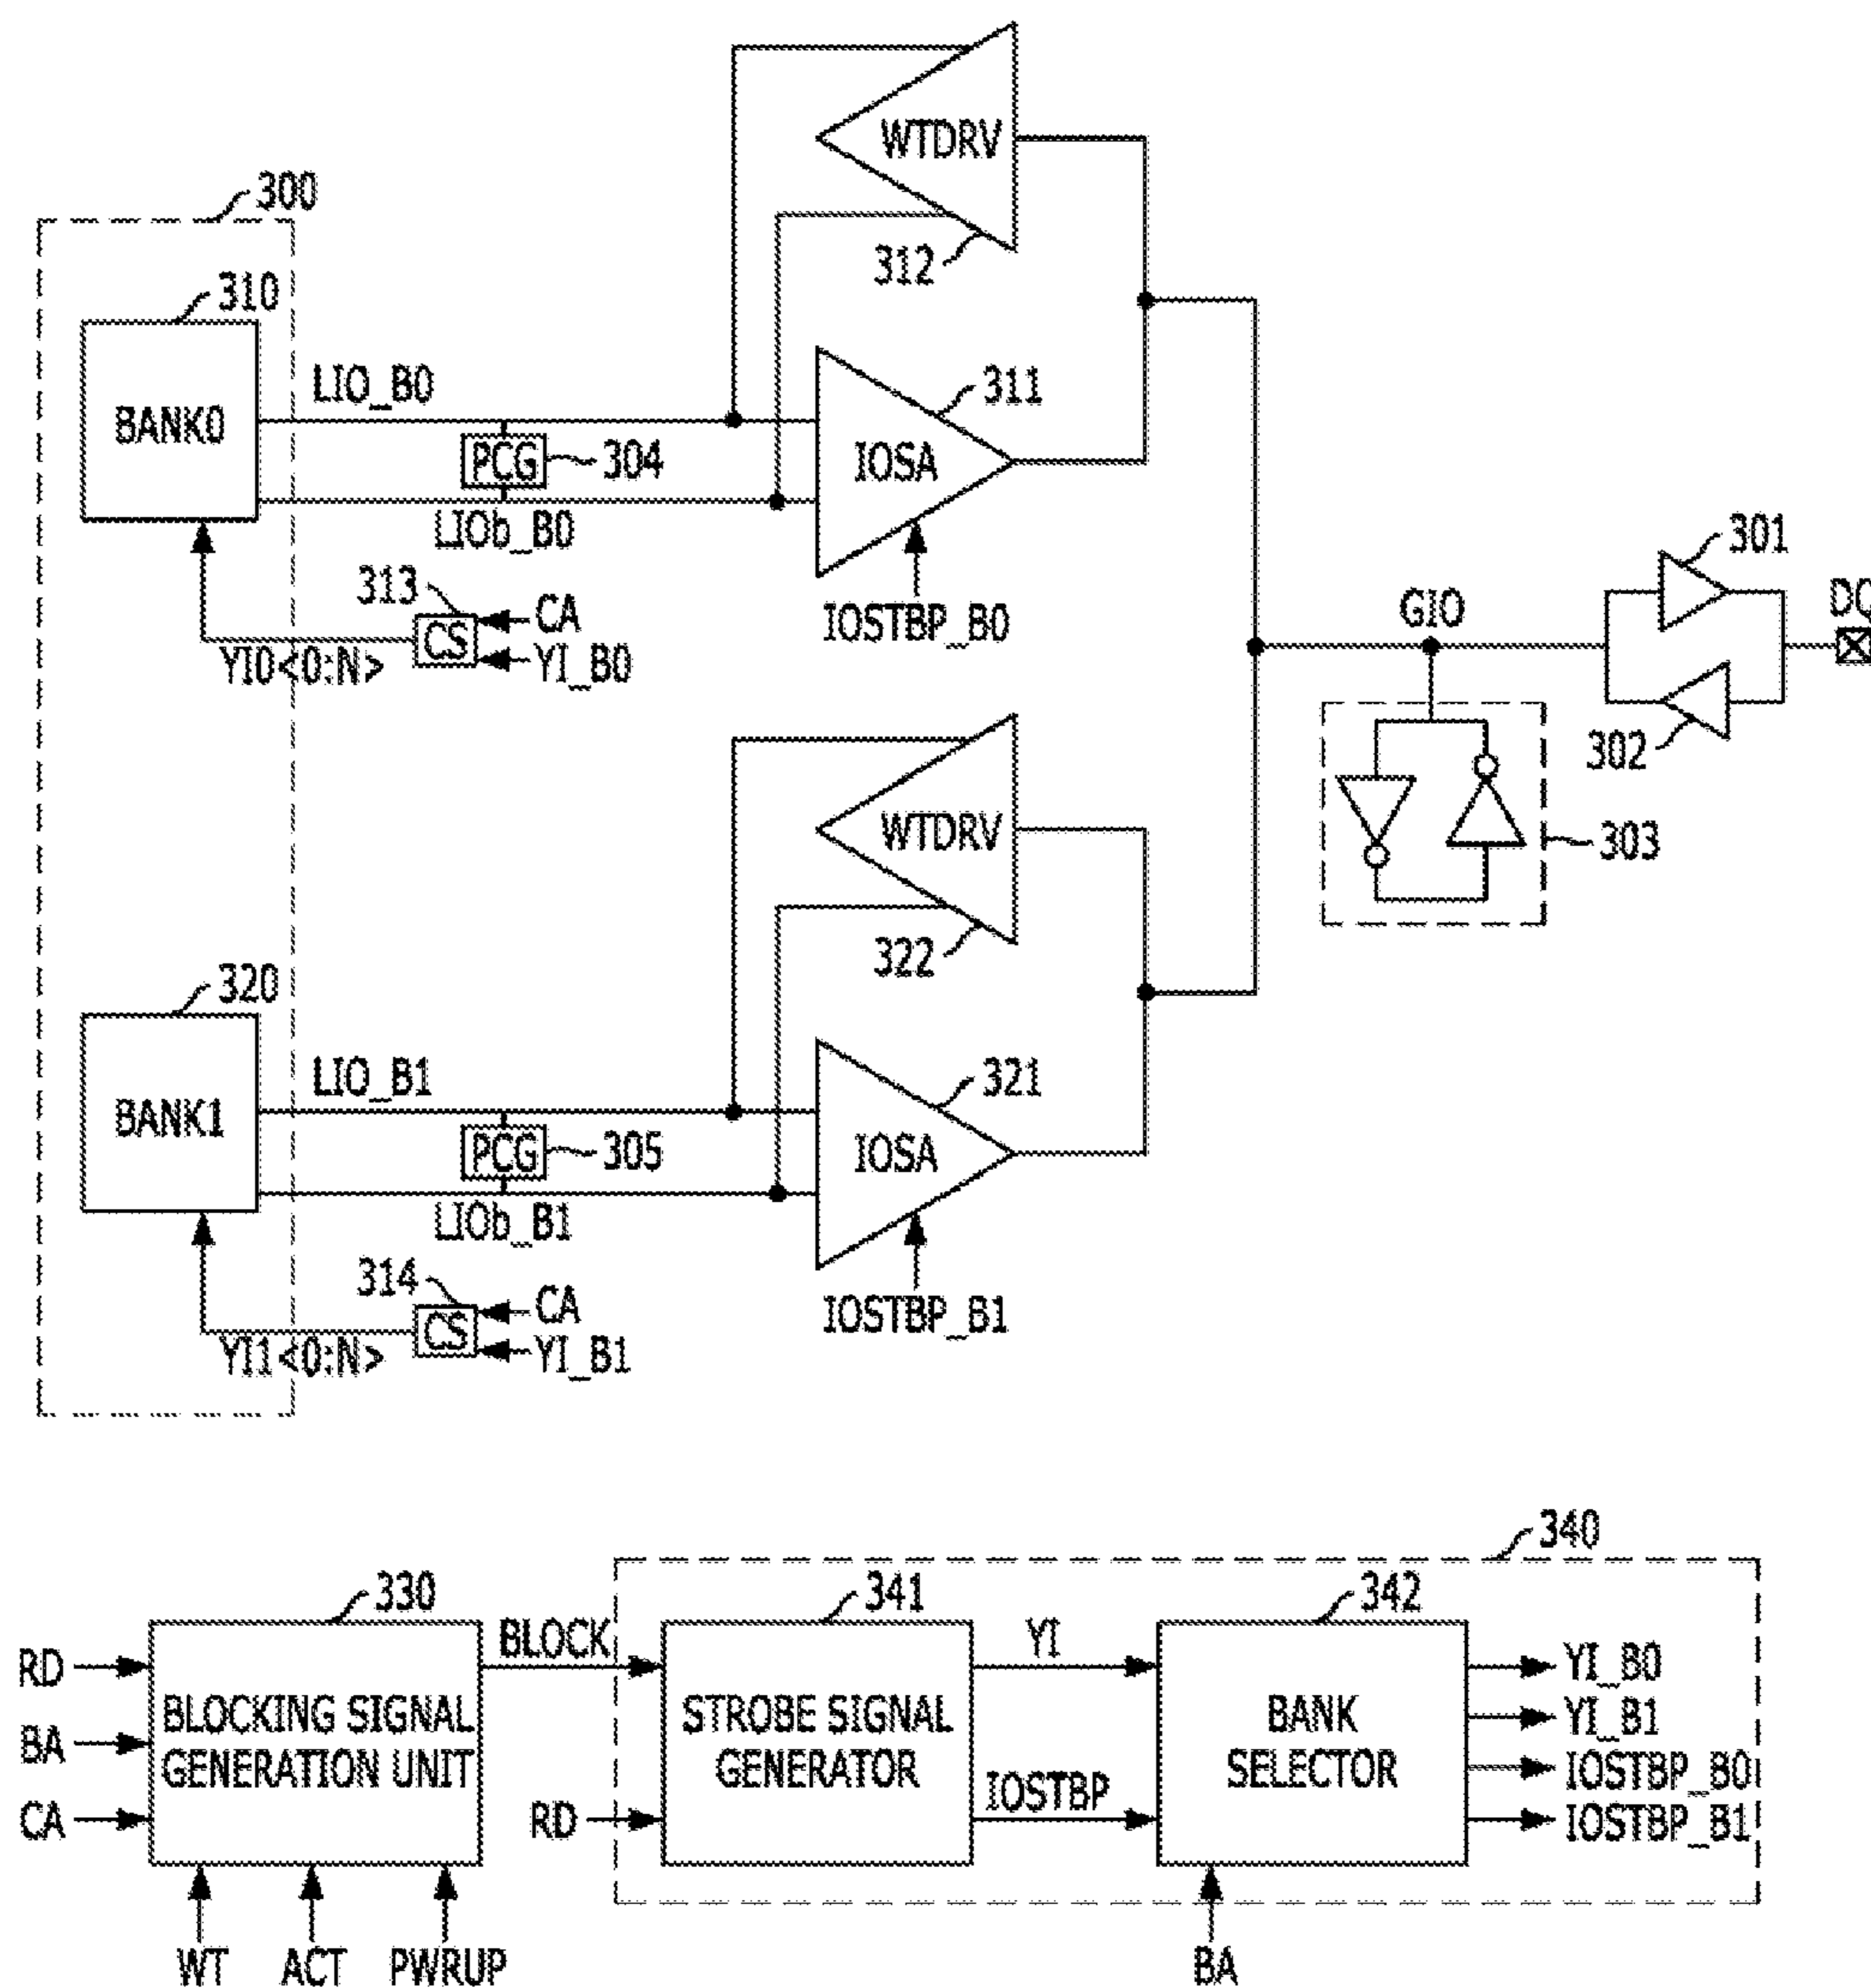 WTDRV
300
312
310
LIO_B0
311
BANK0
PCG
304
IOSA
LIOb_B0
301
313
CA
IOSTBP_B0
GIO
DQ
CS
YI0<0:N>
YI_B0
302
WTDRV
303
322
320
LIO_B1
321
BANK1
PCG
305
IOSA
LIOb_B1
314
CA
IOSTBP_B1
CS
YI1<0:N>
YI_B1
340
330
341
342
BLOCK
YI
RD
YI_B0
BLOCKING SIGNAL
GENERATION UNIT
STROBE SIGNAL
GENERATOR
BANK
SELECTOR
YI_B1
BA
IOSTBP_B0
IOSTBP
CA
RD
IOSTBP_B1
WT
ACT
PWRUP
BA